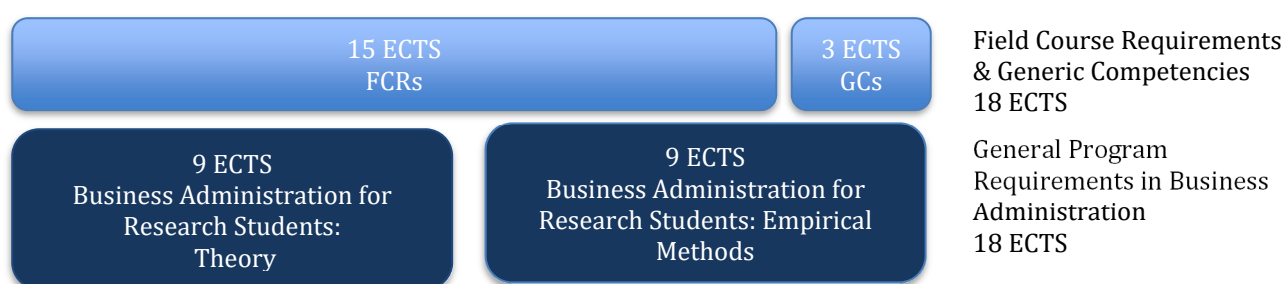 15 ECTS
FCRs
3 ECTS
GCs
Field Course Requirements
& Generic Competencies
18 ECTS
9 ECTS
Business Administration for
Research Students:
Theory
9 ECTS
Business Administration for
Research Students: Empirical
Methods
General Program
Requirements in Business
Administration
18 ECTS